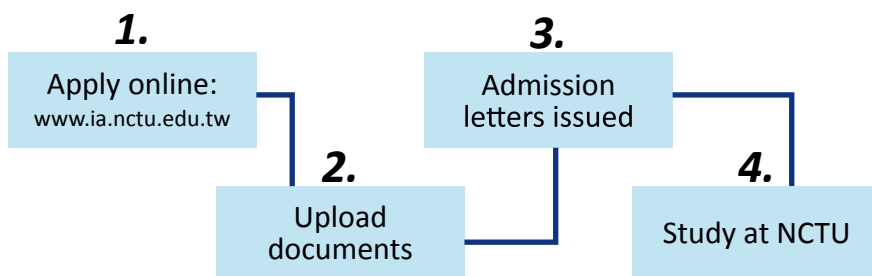 1.
Apply online:
www.ia.nctu.edu.tw
2.
Upload
documents
3.
Admission
letters issued
4.
Study at NCTU